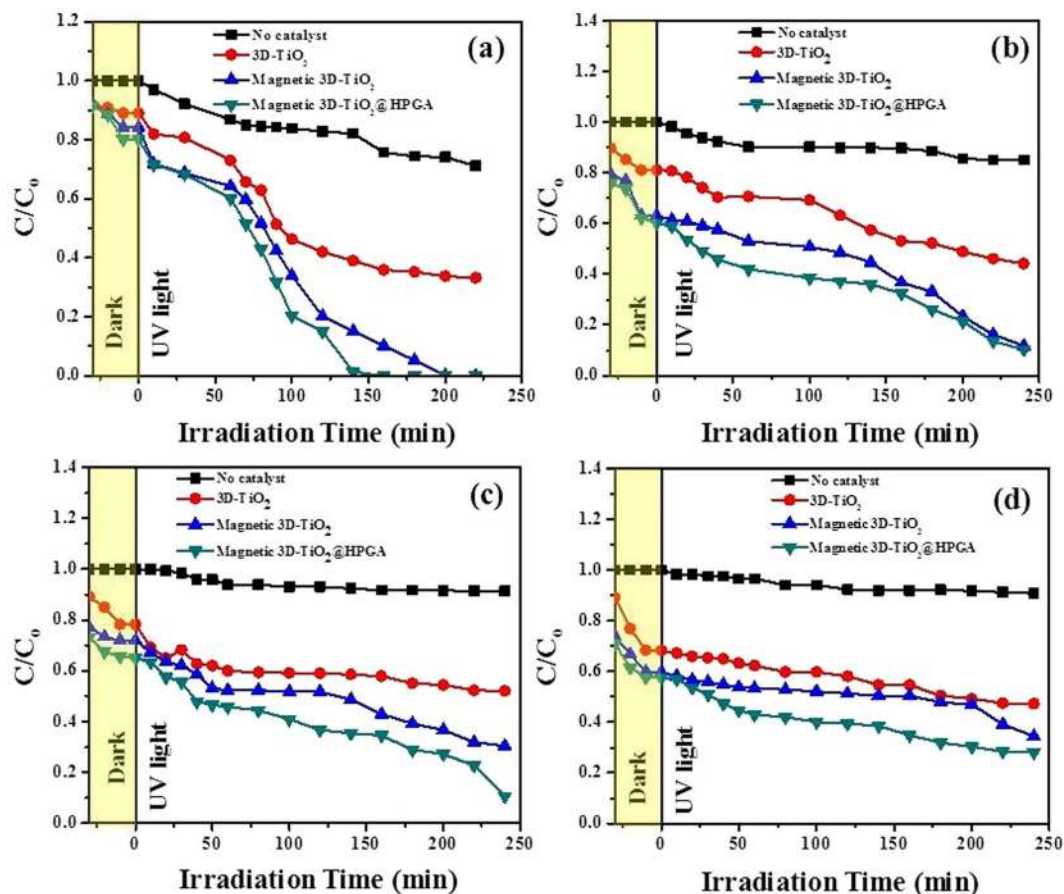 (a)
No catalyst
3D-TiO₂
Magnetic 3D-TiO₂
Magnetic 3D-TiO₂@HPGA
C/Cₒ
1.2
1.0
0.8
0.6
0.4
0.2
0.0
Dark
UV light
0 50 100 150 200 250
Irradiation Time (min)
(b)
No catalyst
3D-TiO₂
Magnetic 3D-TiO₂
Magnetic 3D-TiO₂@HPGA
C/Cₒ
1.4
1.2
1.0
0.8
0.6
0.4
0.2
0.0
Dark
UV light
0 50 100 150 200 250
Irradiation Time (min)
(c)
No catalyst
3D-TiO₂
Magnetic 3D-TiO₂
Magnetic 3D-TiO₂@HPGA
C/Cₒ
1.4
1.2
1.0
0.8
0.6
0.4
0.2
0.0
Dark
UV light
0 50 100 150 200 250
Irradiation Time (min)
(d)
No catalyst
3D-TiO₂
Magnetic 3D-TiO₂
Magnetic 3D-TiO₂@HPGA
C/Cₒ
1.4
1.2
1.0
0.8
0.6
0.4
0.2
0.0
Dark
UV light
0 50 100 150 200 250
Irradiation Time (min)